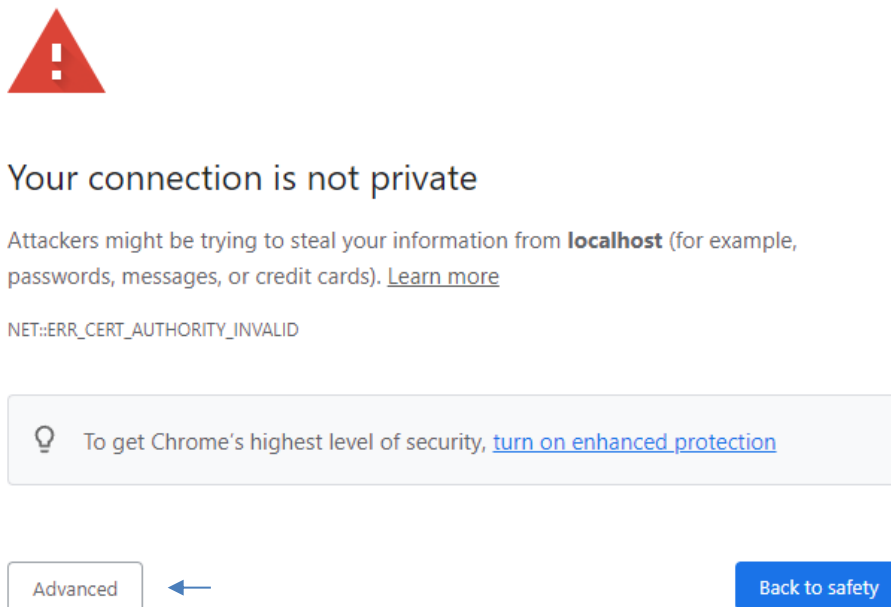 Your connection is not private
Attackers might be trying to steal your information from localhost (for example,
passwords, messages, or credit cards). Learn more
NET::ERR_CERT_AUTHORITY_INVALID
To get Chrome's highest level of security, turn on enhanced protection
Advanced
Back to safety